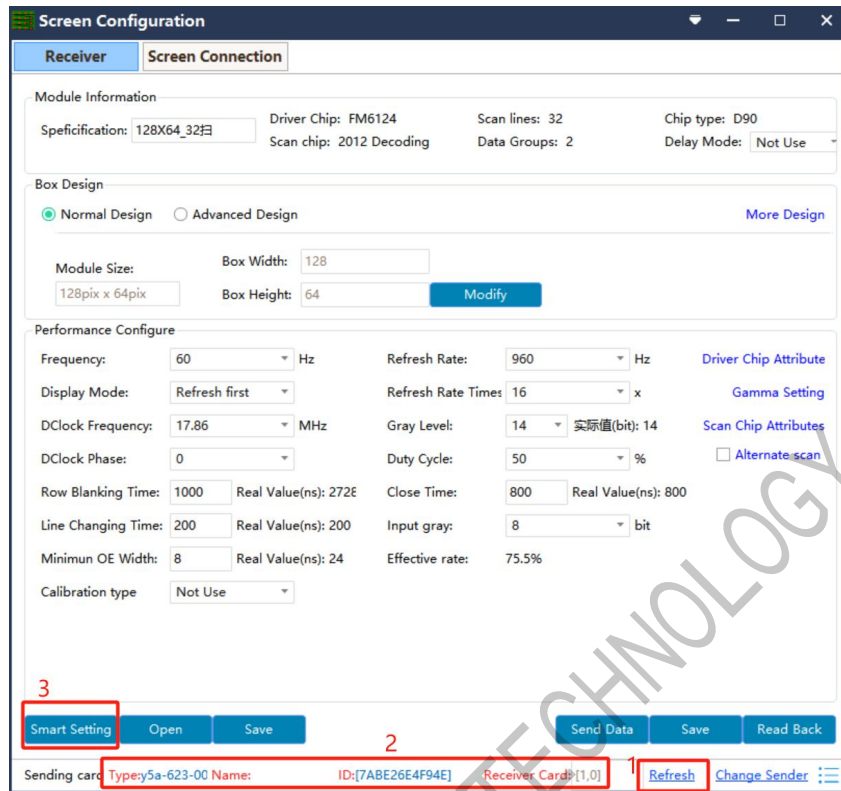 Screen Configuration
Receiver Screen Connection
Module Information
Speficification: 128X64_32扫 Driver Chip: FM6124 Scan lines: 32 Chip type: D90
Scan chip: 2012 Decoding Data Groups: 2 Delay Mode: Not Use
Box Design
Normal Design Advanced Design More Design
Module Size: Box Width: 128
128pix x 64pix Box Height: 64 Modify
Performance Configure
Frequency: 60 Hz Refresh Rate: 960 Hz Driver Chip Attribute
Display Mode: Refresh first Refresh Rate Times 16 x Gamma Setting
DClock Frequency: 17.86 MHz Gray Level: 14 实际值(bit): 14 Scan Chip Attributes
DClock Phase: 0 Duty Cycle: 50 % Alternate scan
Row Blanking Time: 1000 Real Value(ns): 2728 Close Time: 800 Real Value(ns): 800
Line Changing Time: 200 Real Value(ns): 200 Input gray: 8 bit
Minimun OE Width: 8 Real Value(ns): 24 Effective rate: 75.5%
Calibration type Not Use
3
Smart Setting Open Save Send Data Save Read Back
2
1
Sending card Type:y5a-623-00 Name: ID:[7ABE26E4F94E] Receiver Card:[1,0] Refresh Change Sender
TECHNOLOGY